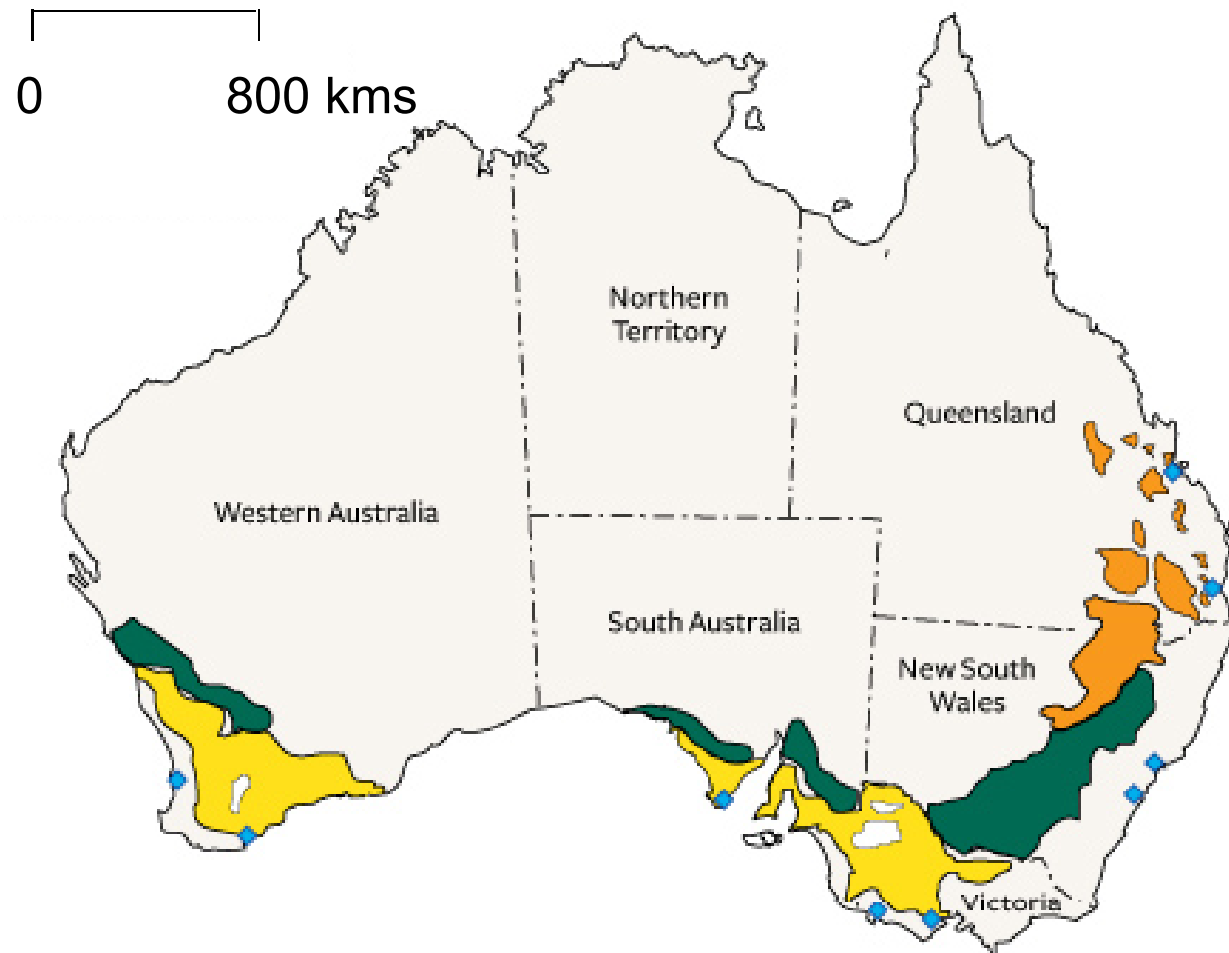 0 800 kms
Northern
Territory
Queensland
Western Australia
South Australia
New South
Wales
Victoria